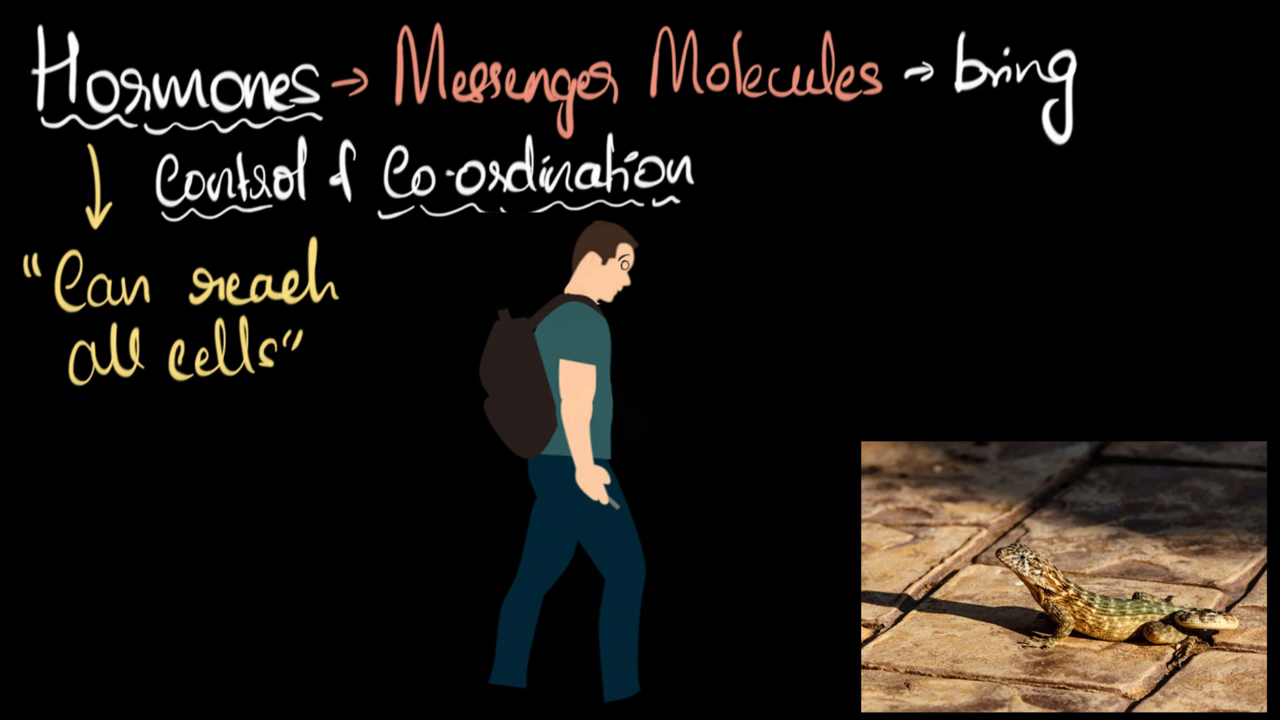 Hormones → Messenger Molecules → bring
Control & Co-ordination
↓
"Can reach
all cells"